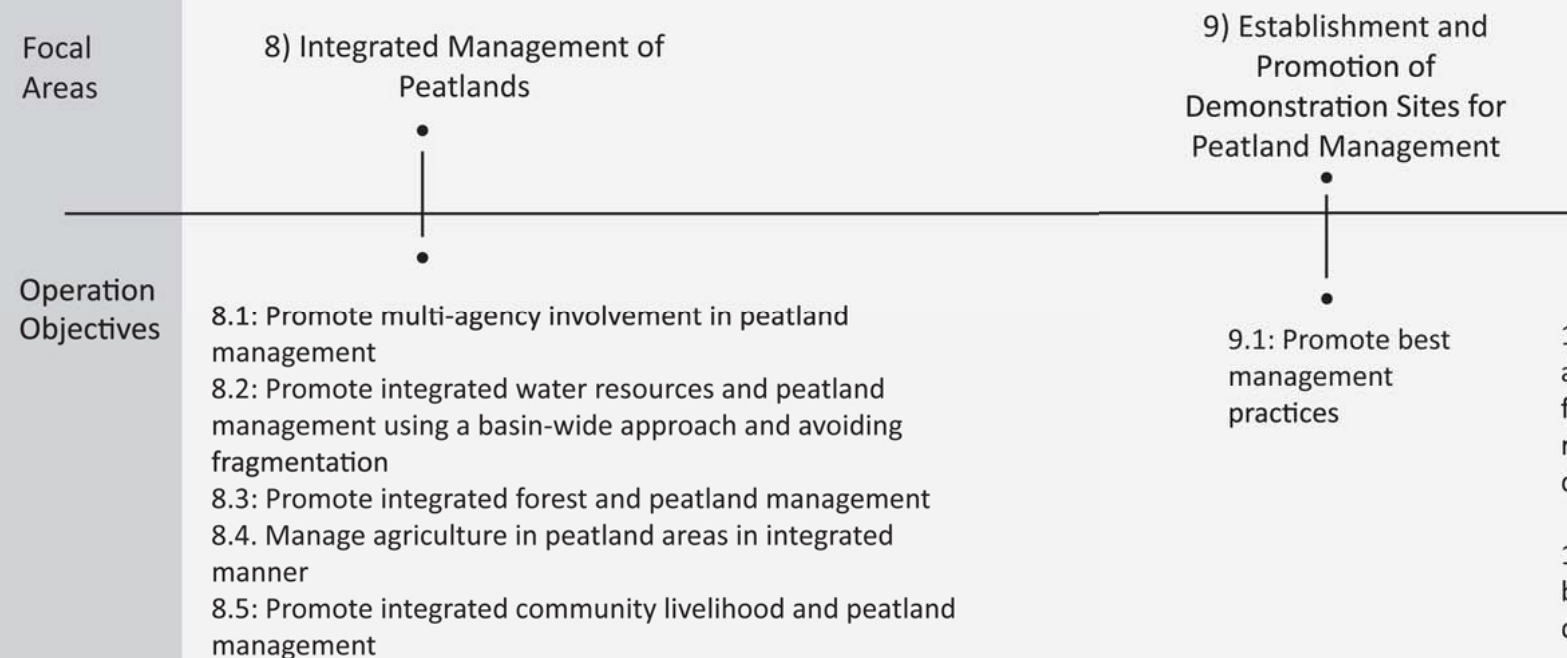 Focal
Areas
8) Integrated Management of
Peatlands
9) Establishment and
Promotion of
Demonstration Sites for
Peatland Management
Operation
Objectives
8.1: Promote multi-agency involvement in peatland
management
8.2: Promote integrated water resources and peatland
management using a basin-wide approach and avoiding
fragmentation
8.3: Promote integrated forest and peatland management
8.4. Manage agriculture in peatland areas in integrated
manner
8.5: Promote integrated community livelihood and peatland
management
9.1: Promote best
management
practices